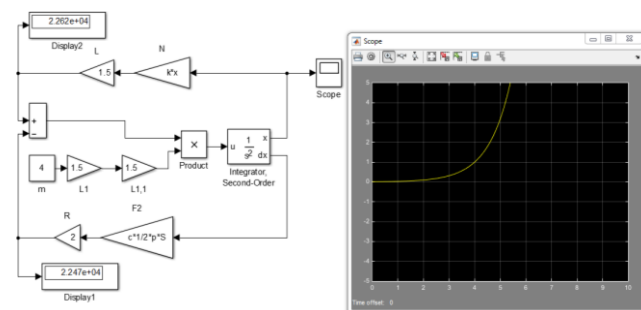 2.262e+04
Display2
L
N
1.5
k*x
Scope
+
−
×
Product
u
1
s²
x
dx
Integrator,
Second-Order
4
m
1.5
L1
1.5
L1,1
R
F2
2
c*1/2*p*S
2.247e+04
Display1
Scope
5
4
3
2
1
0
-1
-2
-3
-4
-5
0 1 2 3 4 5 6 7 8 9 10
Time offset: 0